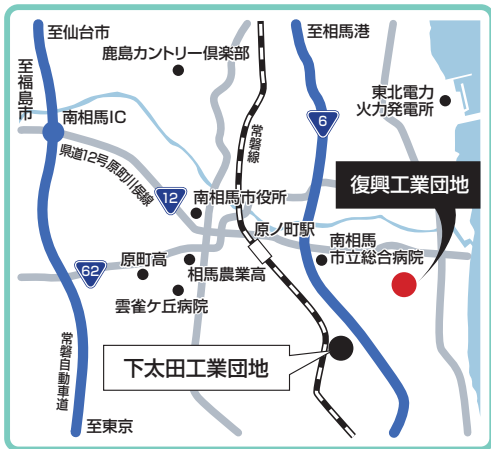 至仙台市
至相馬港
鹿島カントリー倶楽部
至福島市
東北電力
火力発電所
南相馬IC
6
常磐線
県道12号原町川俣線
復興工業団地
12
南相馬市役所
原ノ町駅
南相馬
市立総合病院
62
原町高
相馬農業高
雲雀ケ丘病院
常磐自動車道
下太田工業団地
至東京